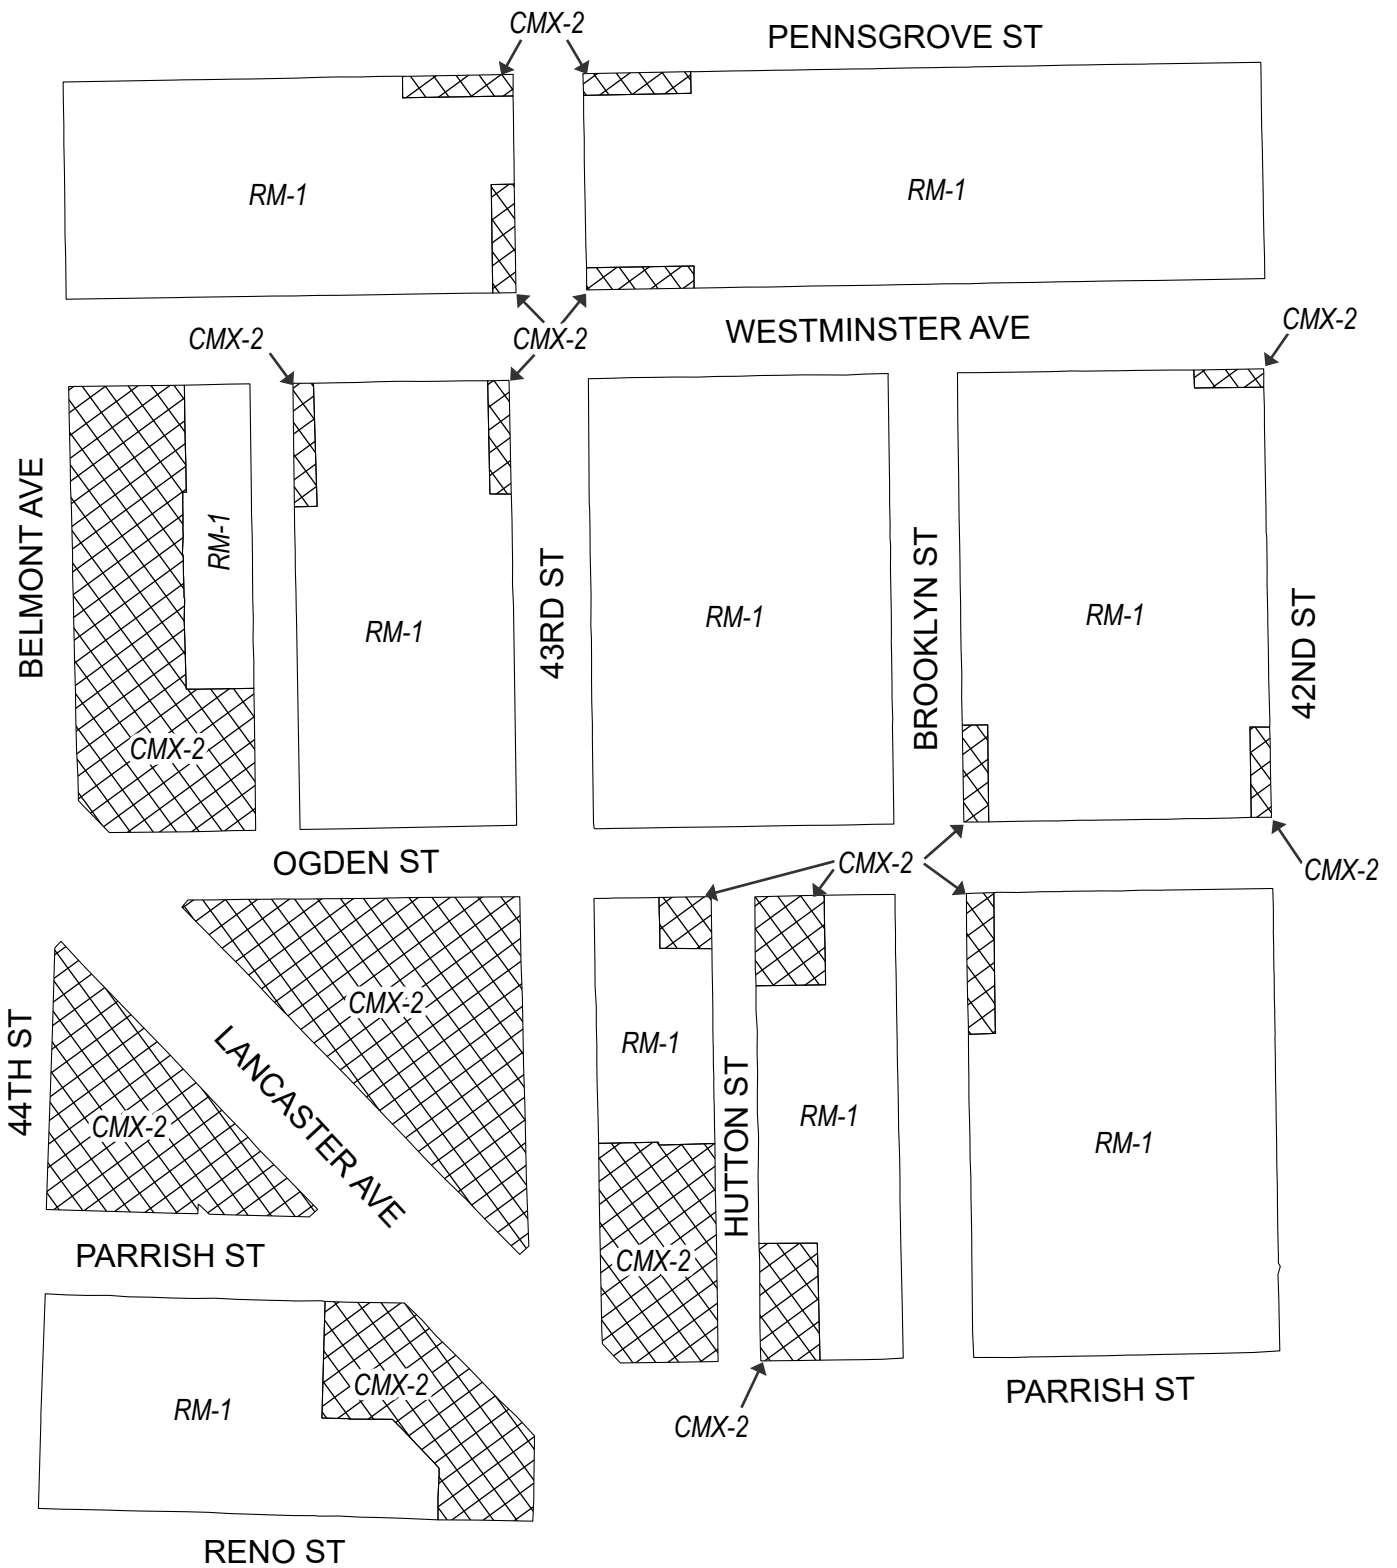 CMX-2
PENNSGROVE ST
RM-1
RM-1
WESTMINSTER AVE
CMX-2
CMX-2
CMX-2
BELMONT AVE
RM-1
RM-1
43RD ST
RM-1
BROOKLYN ST
RM-1
42ND ST
CMX-2
OGDEN ST
CMX-2
CMX-2
CMX-2
44TH ST
CMX-2
LANCASTER AVE
RM-1
HUTTON ST
RM-1
RM-1
PARRISH ST
CMX-2
CMX-2
RM-1
CMX-2
PARRISH ST
RENO ST